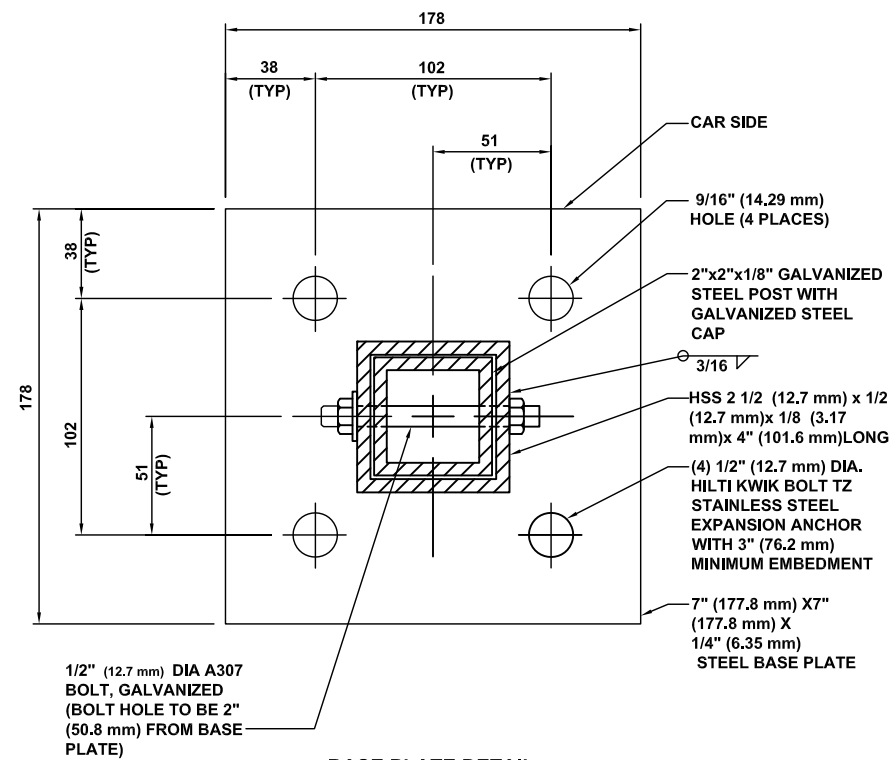 178
38
(TYP)
102
(TYP)
51
(TYP)
CAR SIDE
9/16" (14.29 mm)
HOLE (4 PLACES)
38
(TYP)
2"x2"x1/8" GALVANIZED
STEEL POST WITH
GALVANIZED STEEL
CAP
3/16
178
102
51
(TYP)
HSS 2 1/2 (12.7 mm) x 1/2
(12.7 mm)x 1/8 (3.17
mm)x 4" (101.6 mm)LONG
(4) 1/2" (12.7 mm) DIA.
HILTI KWIK BOLT TZ
STAINLESS STEEL
EXPANSION ANCHOR
WITH 3" (76.2 mm)
MINIMUM EMBEDMENT
7" (177.8 mm) X7"
(177.8 mm) X
1/4" (6.35 mm)
STEEL BASE PLATE
1/2" (12.7 mm) DIA A307
BOLT, GALVANIZED
(BOLT HOLE TO BE 2"
(50.8 mm) FROM BASE
PLATE)
BASE PLATE DETAIL